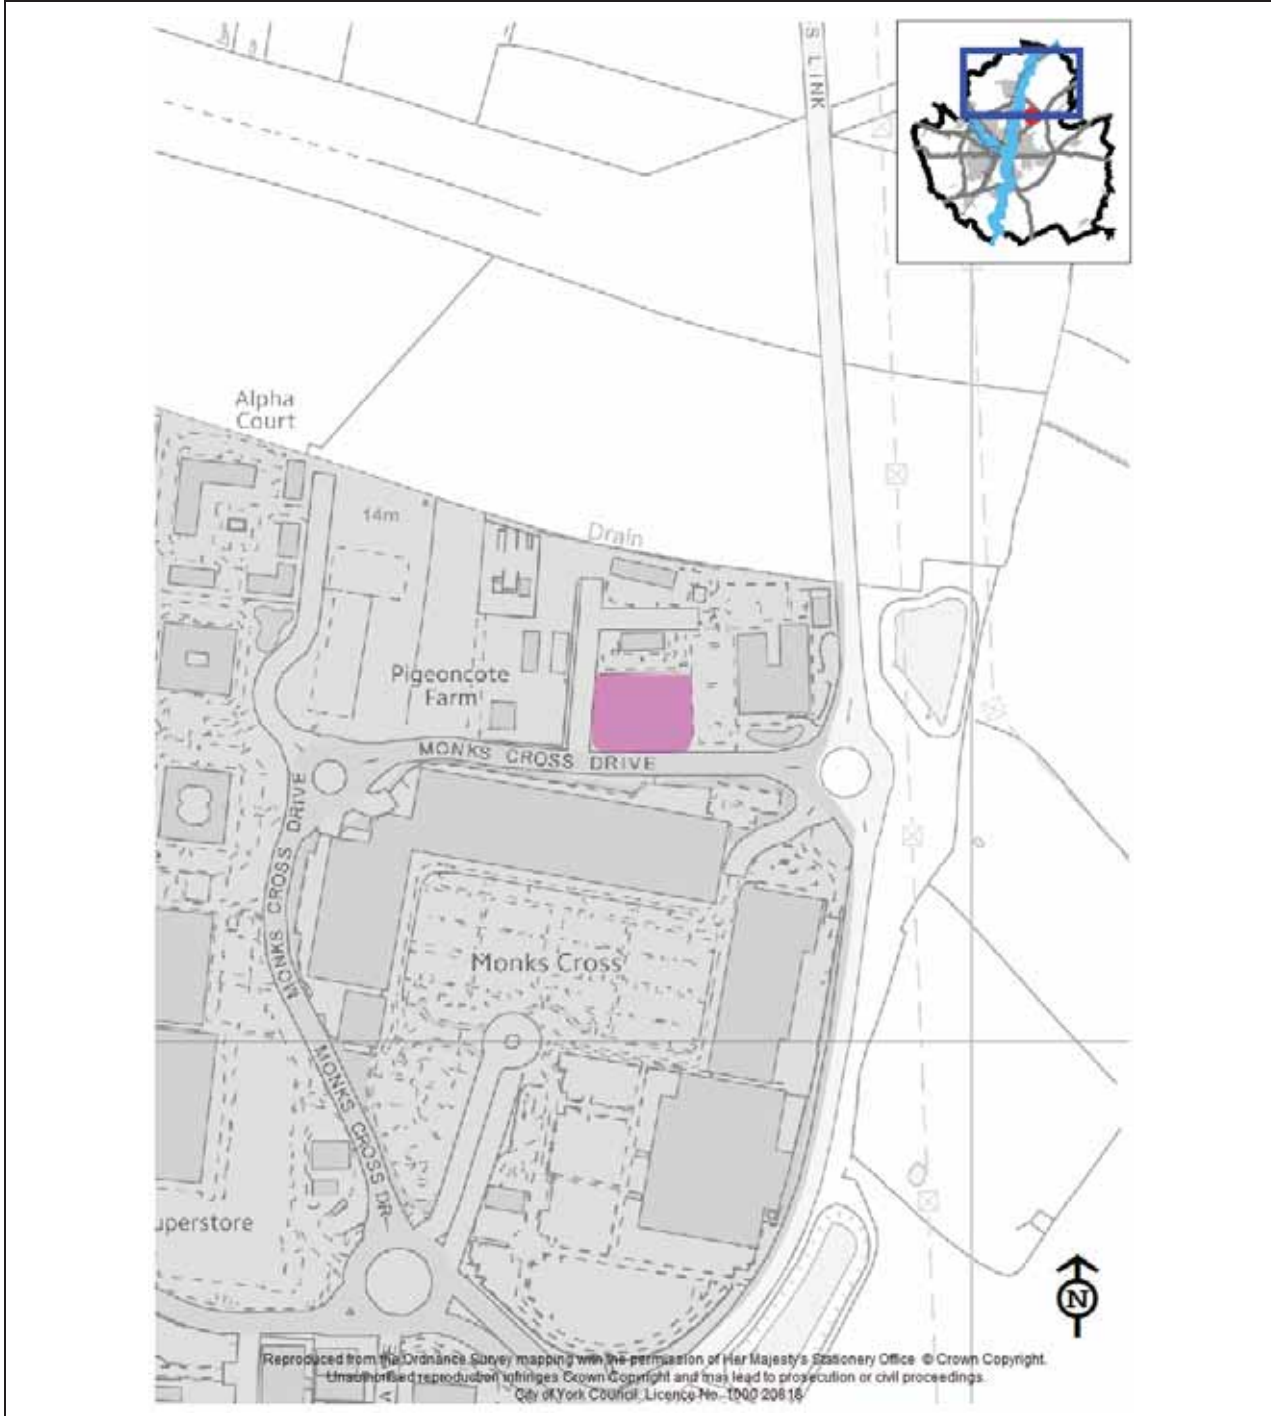 S LINK
Alpha
Court
14m
Drain
Pigeoncote
Farm
MONKS CROSS DRIVE
MONKS CROSS DRIVE
Monks Cross
MONKS CROSS DR
uperstore
N
Reproduced from the Ordnance Survey mapping with the permission of Her Majesty's Stationery Office © Crown Copyright.
Unauthorised reproduction infringes Crown Copyright and may lead to prosecution or civil proceedings.
City of York Council, Licence No. 1000 20818